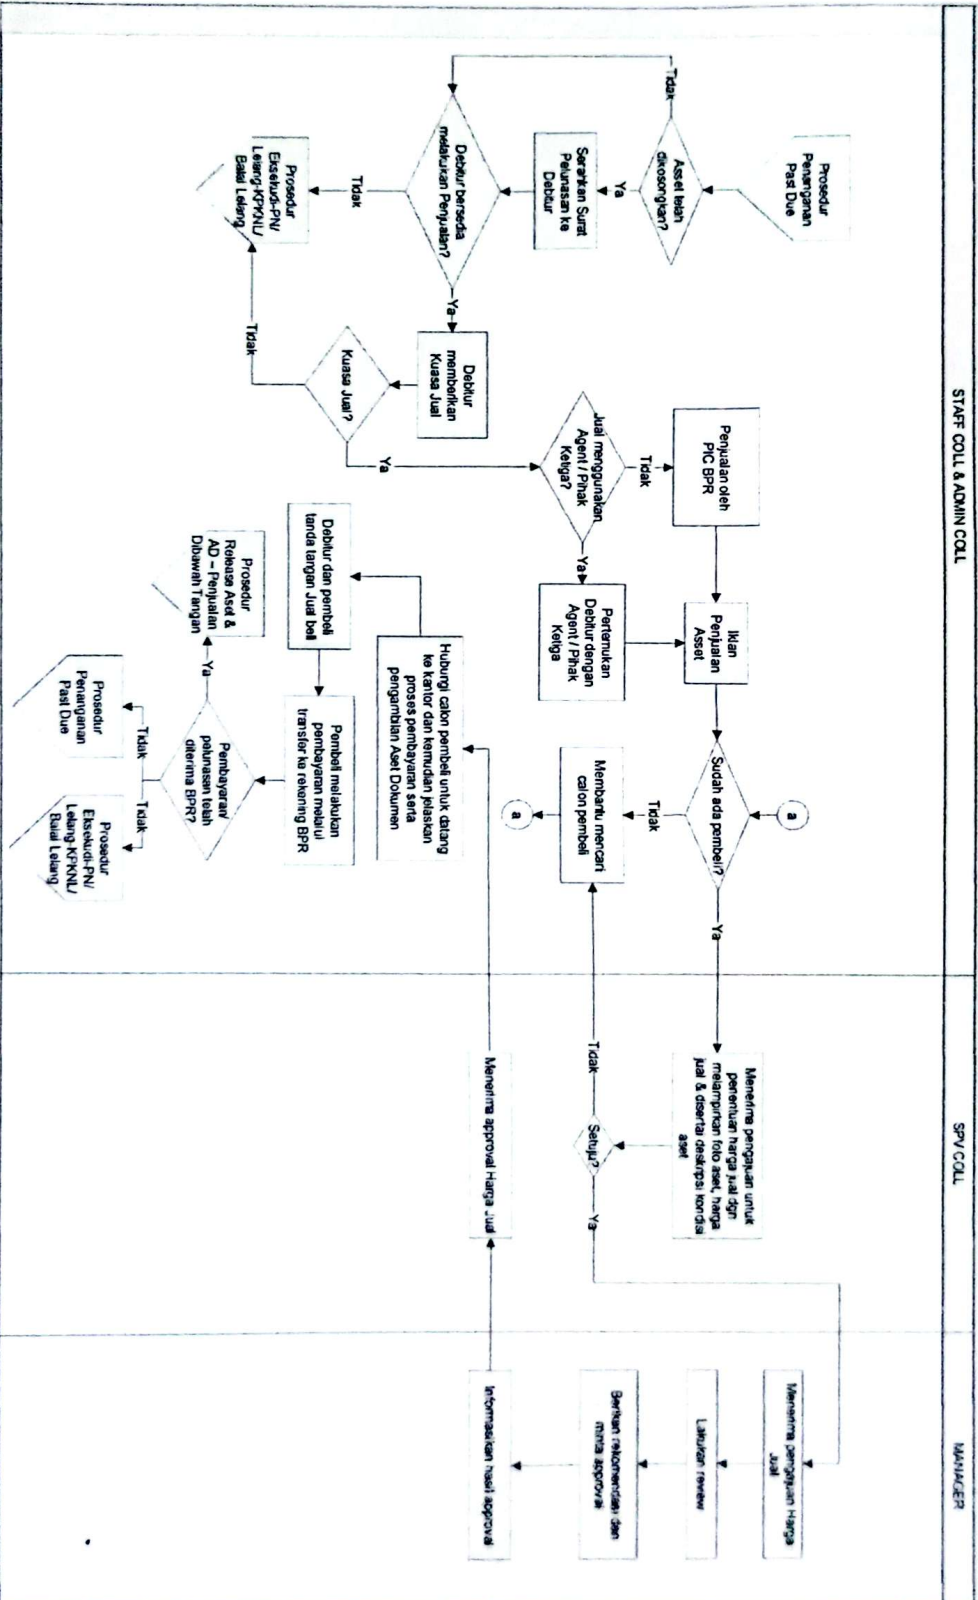 STAFF COLL & ADMIN COLL
SPV COLL
MANAGER
Prosedur
Penanganan
Past Due
Asset telah
dikosongkan?
Tidak
Ya
Serahkan Surat
Pelunasan ke
Debitur
Debitur bersedia
melakukan Penjualan?
Tidak
Ya
Prosedur
Eksekudi-PN/
Lelang-KPKNL/
Balai Lelang
Debitur
memberikan
Kuasa Jual
Kuasa Jual?
Tidak
Ya
Jual menggunakan
Agent / Pihak
Ketiga?
Tidak
Ya
Penjualan oleh
PIC BPR
Pertemukan
Debitur dengan
Agent / Pihak
Ketiga
Iklan
Penjualan
Asset
a
Sudah ada pembeli?
Tidak
Ya
Membantu mencari
calon pembeli
a
Menerima pengajuan untuk
penentuan harga jual dgn
melampirkan foto aset, harga
jual & disertai deskripsi kondisi
aset
Setuju?
Tidak
Ya
Menerima pengajuan Harga
Jual
Lakukan review
Berikan rekomendasi dan
minta approval
Informasikan hasil approval
Menerima approval Harga Jual
Hubungi calon pembeli untuk datang
ke kantor dan kemudian jelaskan
proses pembayaran serta
pengambilan Aset Dokumen
Debitur dan pembeli
tanda tangan Jual beli
Pembeli melakukan
pembayaran melalui
transfer ke rekening BPR
Pembayaran/
pelunasan telah
diterima BPR?
Ya
Tidak
Tidak
Prosedur
Release Aset &
AD – Penjualan
Dibawah Tangan
Prosedur
Penanganan
Past Due
Prosedur
Eksekudi-PN/
Lelang-KPKNL/
Balai Lelang